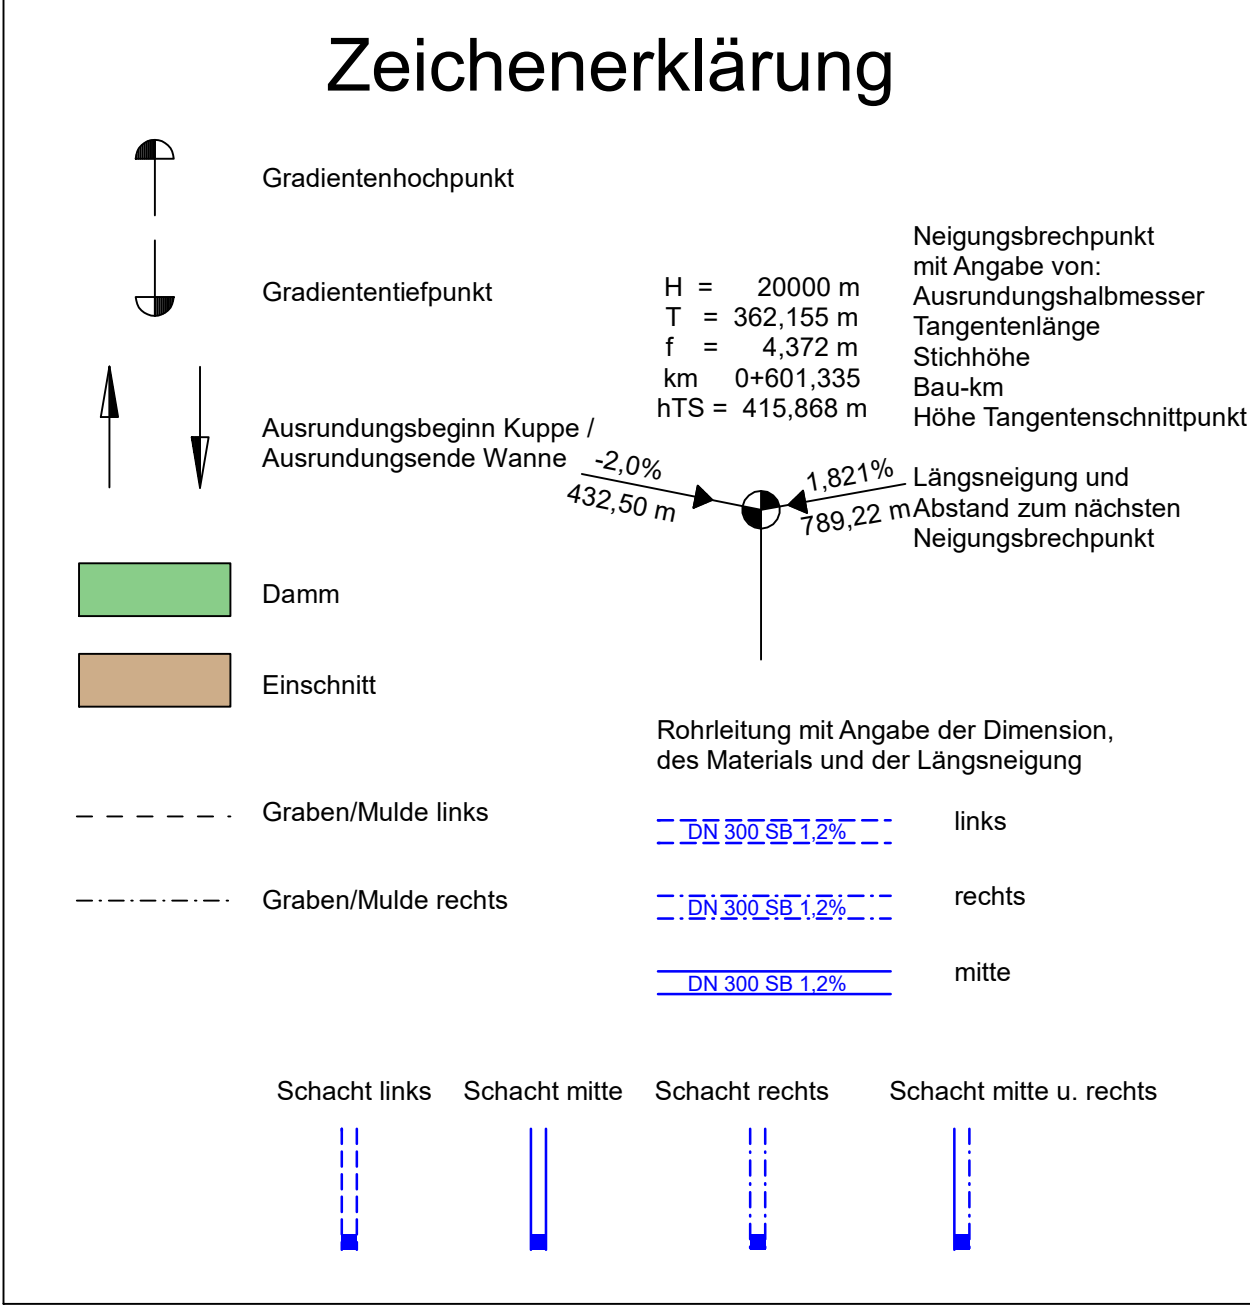 Zeichenerklärung
Gradientenhochpunkt
Gradiententiefpunkt
Ausrundungsbeginn Kuppe /
Ausrundungsende Wanne
Damm
Einschnitt
Graben/Mulde links
Graben/Mulde rechts
H = 20000 m
T = 362,155 m
f = 4,372 m
km 0+601,335
hTS = 415,868 m
Neigungsbrechpunkt
mit Angabe von:
Ausrundungshalbmesser
Tangentenlänge
Stichhöhe
Bau-km
Höhe Tangentenschnittpunkt
-2,0%
432,50 m
1,821%
789,22 m
Längsneigung und
Abstand zum nächsten
Neigungsbrechpunkt
Rohrleitung mit Angabe der Dimension,
des Materials und der Längsneigung
DN 300 SB 1,2%
links
DN 300 SB 1,2%
rechts
DN 300 SB 1,2%
mitte
Schacht links
Schacht mitte
Schacht rechts
Schacht mitte u. rechts